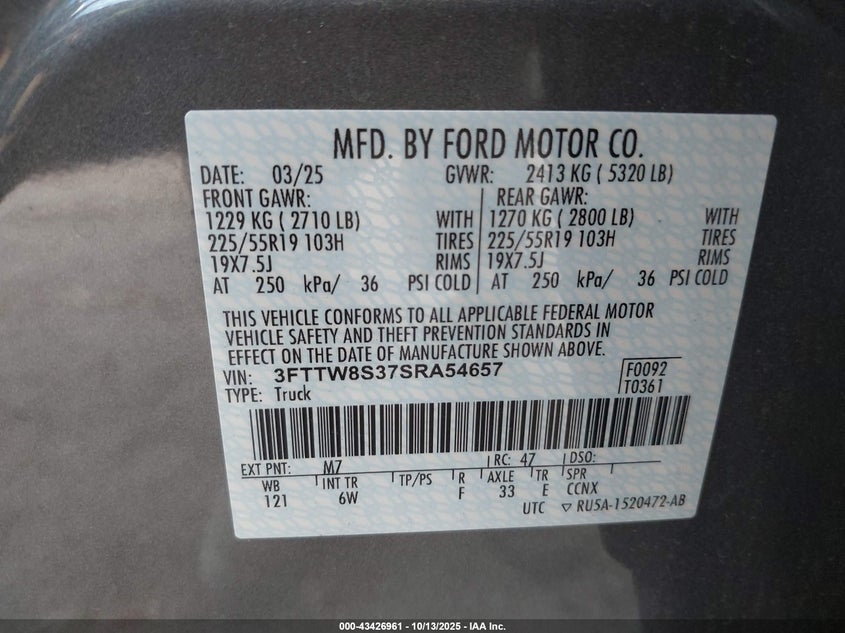 MFD. BY FORD MOTOR CO.
DATE: 03/25 GVWR: 2413 KG ( 5320 LB)
FRONT GAWR: REAR GAWR:
1229 KG ( 2710 LB) WITH 1270 KG ( 2800 LB) WITH
225/55R19 103H TIRES 225/55R19 103H TIRES
19X7.5J RIMS 19X7.5J RIMS
AT 250 kPa/ 36 PSI COLD AT 250 kPa/ 36 PSI COLD
THIS VEHICLE CONFORMS TO ALL APPLICABLE FEDERAL MOTOR
VEHICLE SAFETY AND THEFT PREVENTION STANDARDS IN
EFFECT ON THE DATE OF MANUFACTURE SHOWN ABOVE.
VIN: 3FTTW8S37SRA54657 F0092
TYPE: Truck T0361
EXT PNT: M7 RC: 47 DSO:
WB INT TR TP/PS R AXLE TR SPR
121 6W F 33 E CCNX
UTC ▽ RU5A-1520472-AB
000-43426961 - 10/13/2025 - IAA Inc.